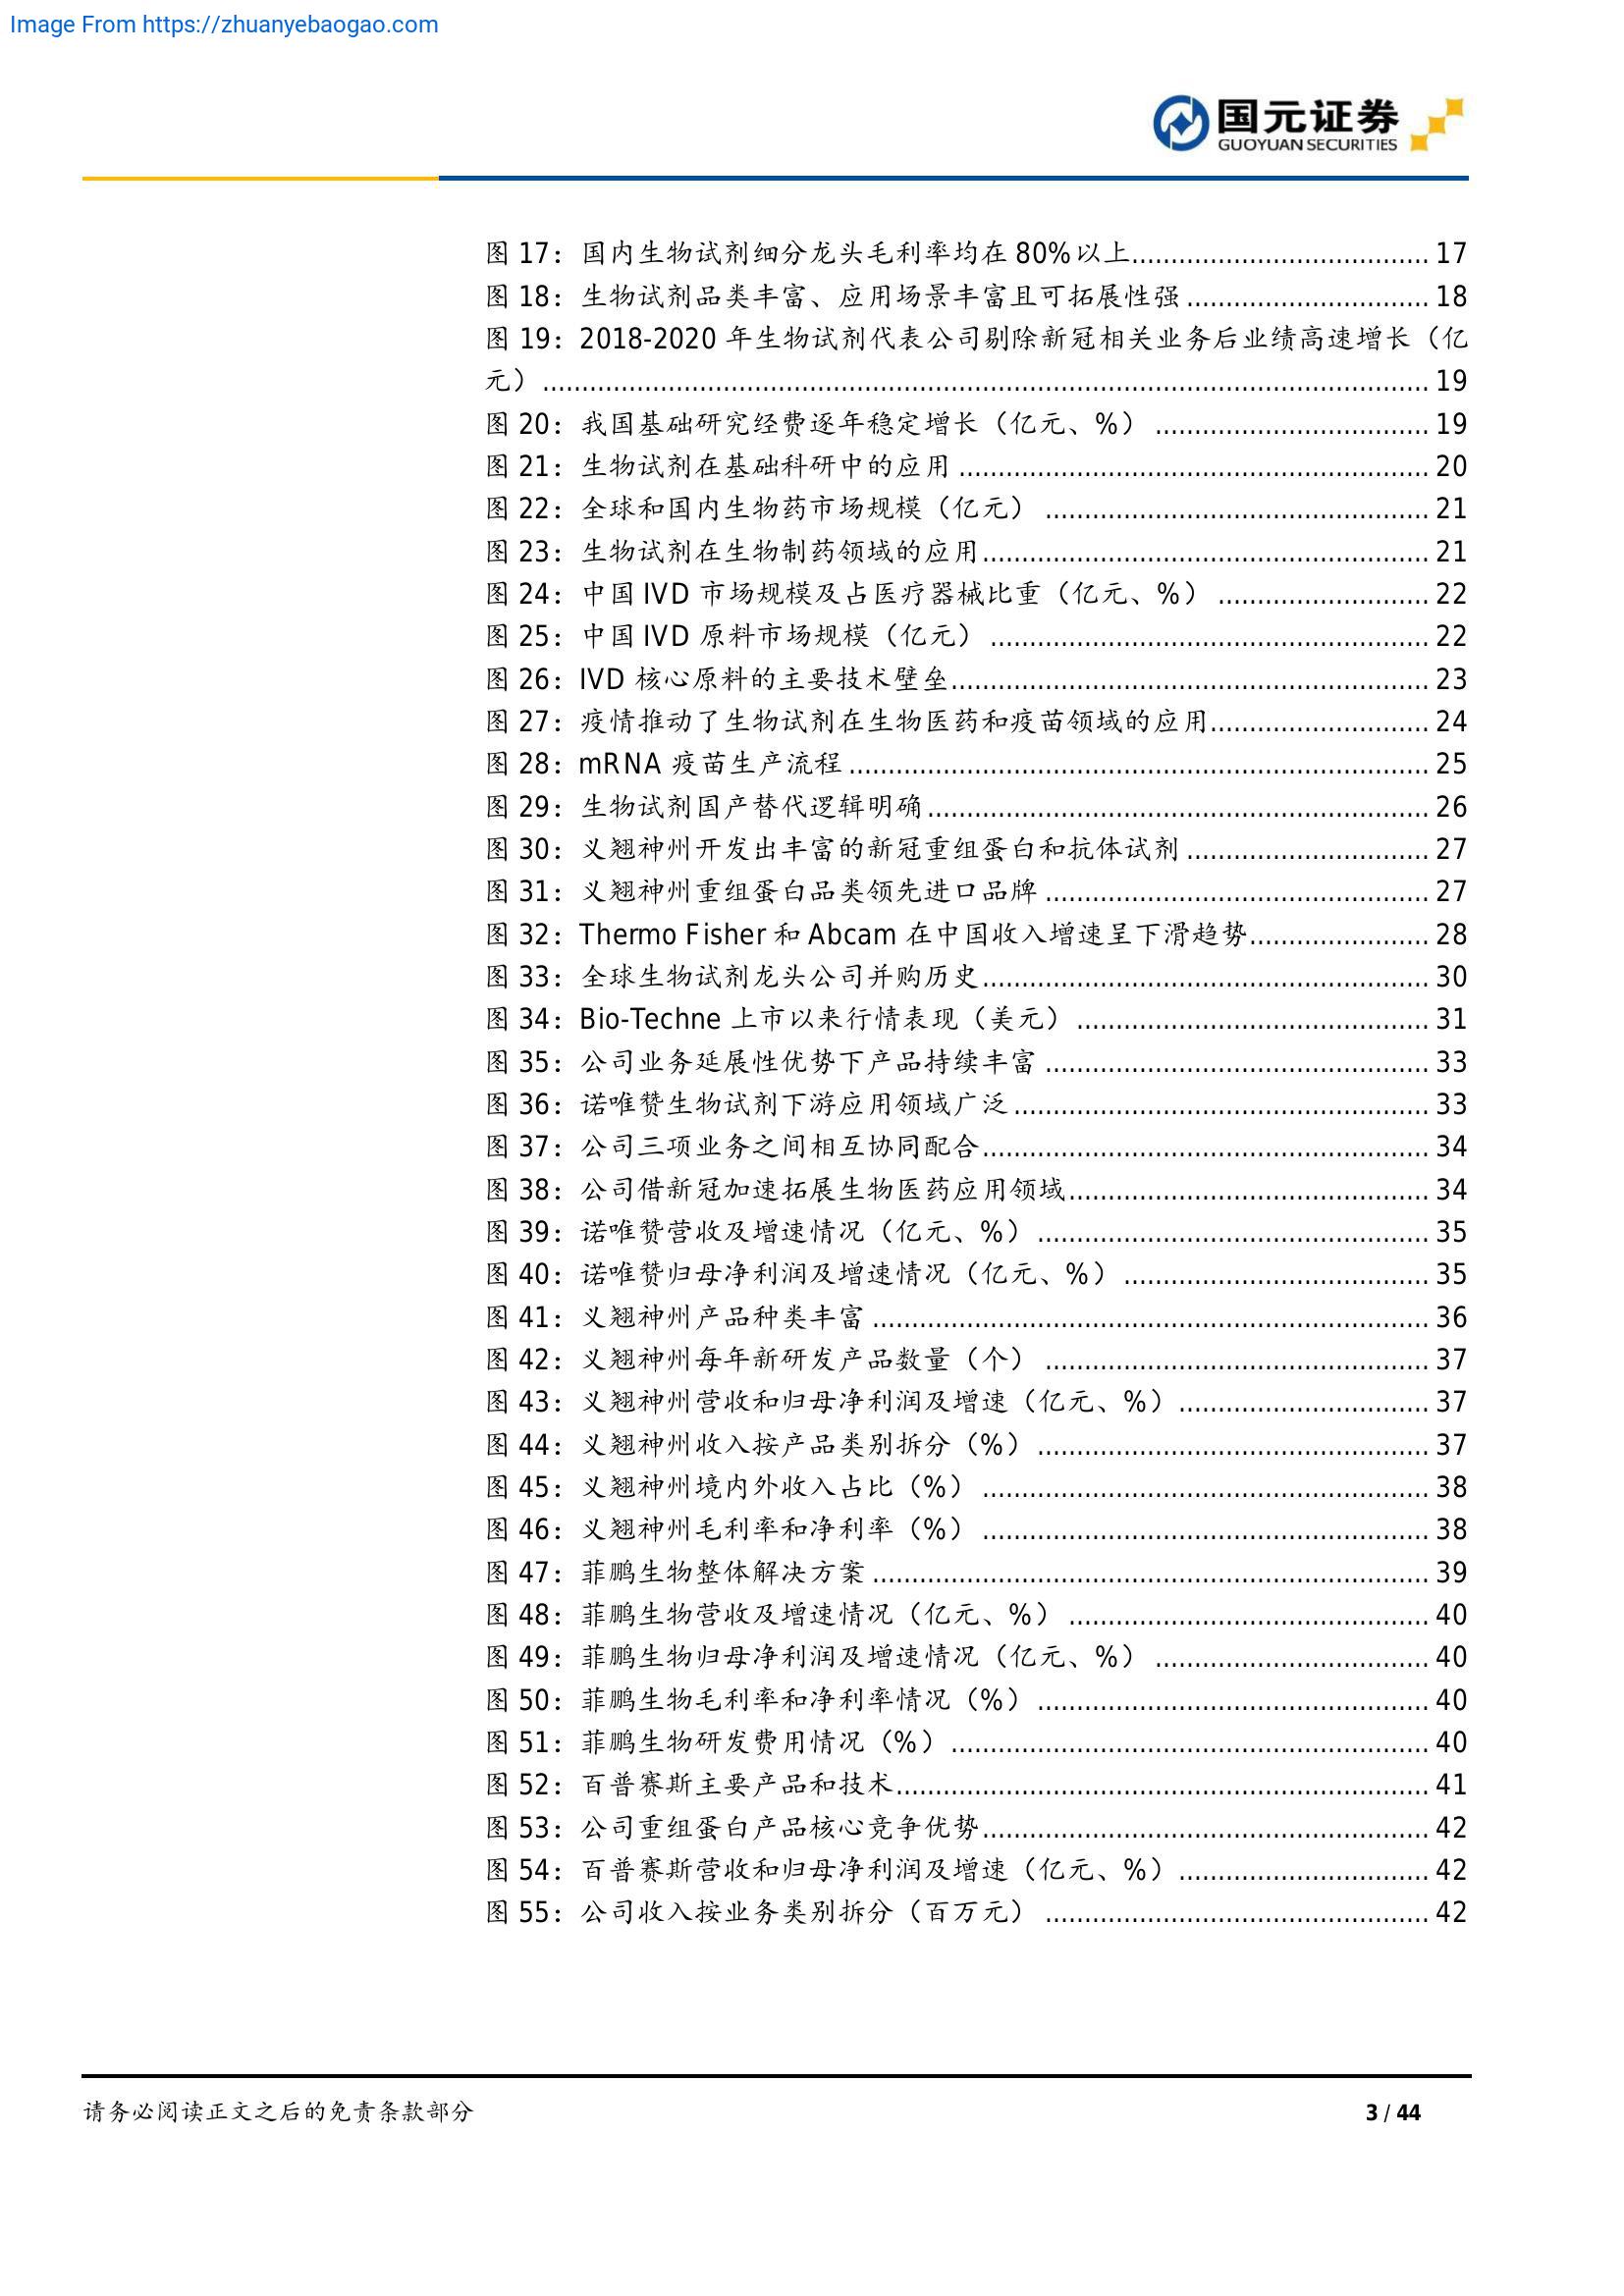 Image From https://zhuanyebaogao.com
国元证券
GUOYUAN SECURITIES
图 17：国内生物试剂细分龙头毛利率均在 80%以上..................................... 17
图 18：生物试剂品类丰富、应用场景丰富且可拓展性强 .............................. 18
图 19：2018-2020 年生物试剂代表公司剔除新冠相关业务后业绩高速增长（亿
元） ................................................................................................................ 19
图 20：我国基础研究经费逐年稳定增长（亿元、%） .................................. 19
图 21：生物试剂在基础科研中的应用 ........................................................... 20
图 22：全球和国内生物药市场规模（亿元） ................................................ 21
图 23：生物试剂在生物制药领域的应用........................................................ 21
图 24：中国 IVD 市场规模及占医疗器械比重（亿元、%） .......................... 22
图 25：中国 IVD 原料市场规模（亿元） ....................................................... 22
图 26：IVD 核心原料的主要技术壁垒............................................................ 23
图 27：疫情推动了生物试剂在生物医药和疫苗领域的应用........................... 24
图 28：mRNA 疫苗生产流程 ......................................................................... 25
图 29：生物试剂国产替代逻辑明确............................................................... 26
图 30：义翘神州开发出丰富的新冠重组蛋白和抗体试剂 .............................. 27
图 31：义翘神州重组蛋白品类领先进口品牌 ................................................ 27
图 32：Thermo Fisher 和 Abcam 在中国收入增速呈下滑趋势...................... 28
图 33：全球生物试剂龙头公司并购历史........................................................ 30
图 34：Bio-Techne 上市以来行情表现（美元） ............................................ 31
图 35：公司业务延展性优势下产品持续丰富 ................................................ 33
图 36：诺唯赞生物试剂下游应用领域广泛.................................................... 33
图 37：公司三项业务之间相互协同配合........................................................ 34
图 38：公司借新冠加速拓展生物医药应用领域............................................. 34
图 39：诺唯赞营收及增速情况（亿元、%） ................................................. 35
图 40：诺唯赞归母净利润及增速情况（亿元、%） ...................................... 35
图 41：义翘神州产品种类丰富 ...................................................................... 36
图 42：义翘神州每年新研发产品数量（个） ................................................ 37
图 43：义翘神州营收和归母净利润及增速（亿元、%）............................... 37
图 44：义翘神州收入按产品类别拆分（%） ................................................. 37
图 45：义翘神州境内外收入占比（%） ........................................................ 38
图 46：义翘神州毛利率和净利率（%） ........................................................ 38
图 47：菲鹏生物整体解决方案 ...................................................................... 39
图 48：菲鹏生物营收及增速情况（亿元、%） ............................................. 40
图 49：菲鹏生物归母净利润及增速情况（亿元、%） .................................. 40
图 50：菲鹏生物毛利率和净利率情况（%） ................................................. 40
图 51：菲鹏生物研发费用情况（%） ............................................................ 40
图 52：百普赛斯主要产品和技术................................................................... 41
图 53：公司重组蛋白产品核心竞争优势........................................................ 42
图 54：百普赛斯营收和归母净利润及增速（亿元、%）............................... 42
图 55：公司收入按业务类别拆分（百万元） ................................................ 42
请务必阅读正文之后的免责条款部分
3 / 44